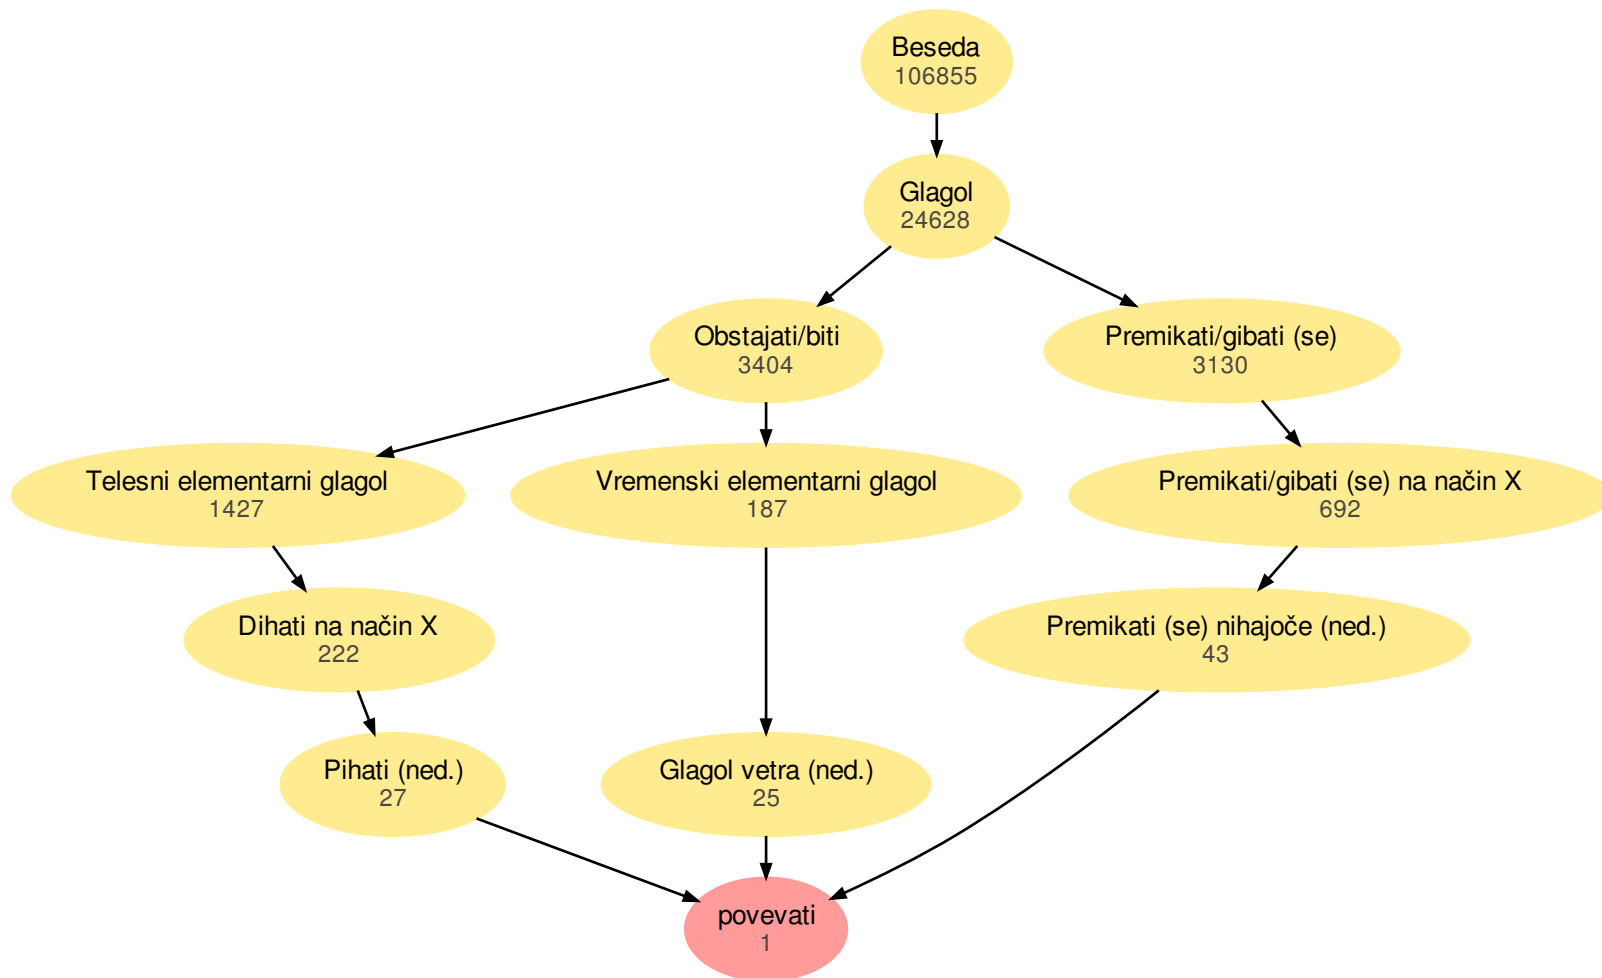 Beseda
106855
Glagol
24628
Obstajati/biti
3404
Premikati/gibati (se)
3130
Telesni elementarni glagol
1427
Vremenski elementarni glagol
187
Premikati/gibati (se) na način X
692
Dihati na način X
222
Premikati (se) nihajoče (ned.)
43
Pihati (ned.)
27
Glagol vetra (ned.)
25
povevati
1